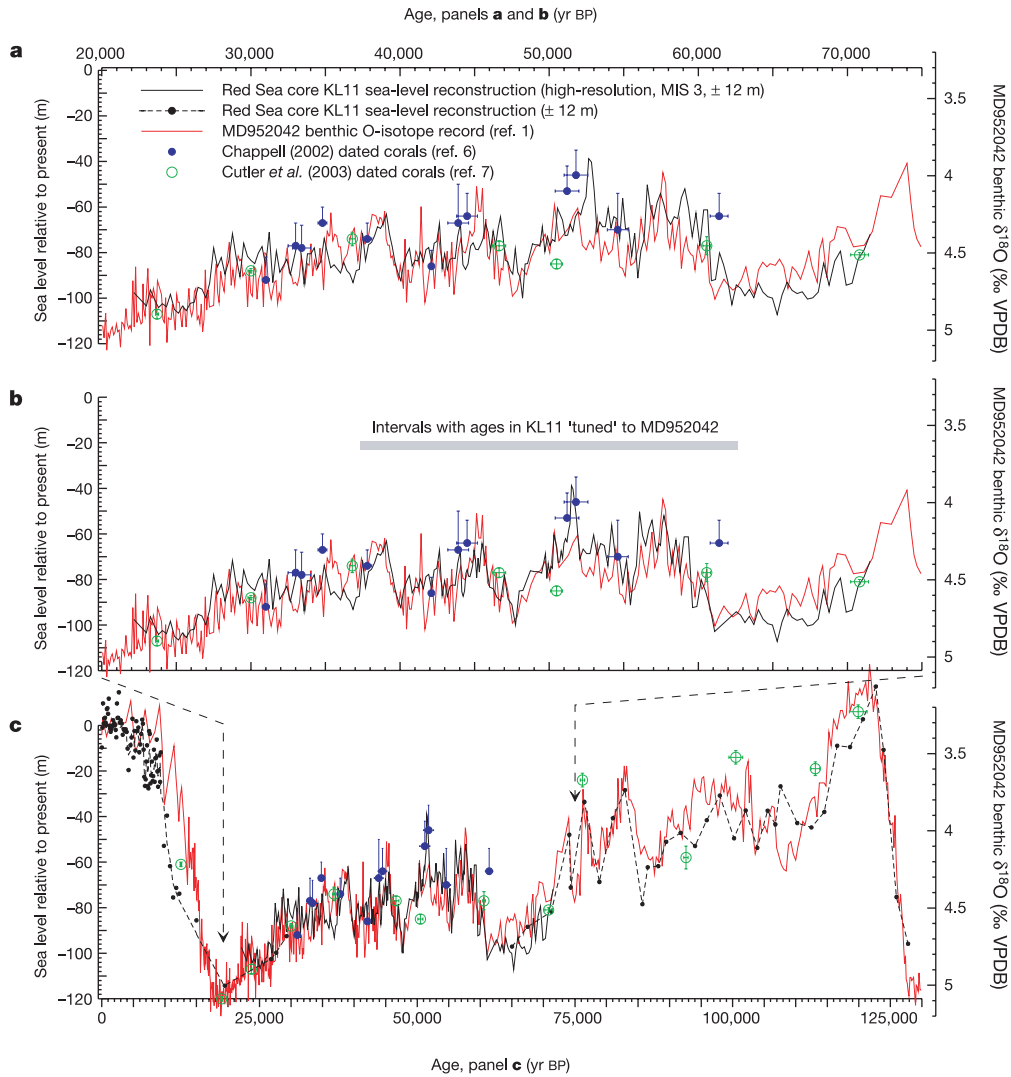 Age, panels a and b (yr BP)
a
20,000 30,000 40,000 50,000 60,000 70,000
0
−20
−40
−60
−80
−100
−120
Sea level relative to present (m)
Red Sea core KL11 sea-level reconstruction (high-resolution, MIS 3, ± 12 m)
Red Sea core KL11 sea-level reconstruction (± 12 m)
MD952042 benthic O-isotope record (ref. 1)
Chappell (2002) dated corals (ref. 6)
Cutler et al. (2003) dated corals (ref. 7)
3.5
4
4.5
5
MD952042 benthic δ18O (‰ VPDB)
b
0
−20
−40
−60
−80
−100
−120
Sea level relative to present (m)
Intervals with ages in KL11 'tuned' to MD952042
3.5
4
4.5
5
MD952042 benthic δ18O (‰ VPDB)
c
0
−20
−40
−60
−80
−100
−120
Sea level relative to present (m)
3.5
4
4.5
5
MD952042 benthic δ18O (‰ VPDB)
0 25,000 50,000 75,000 100,000 125,000
Age, panel c (yr BP)